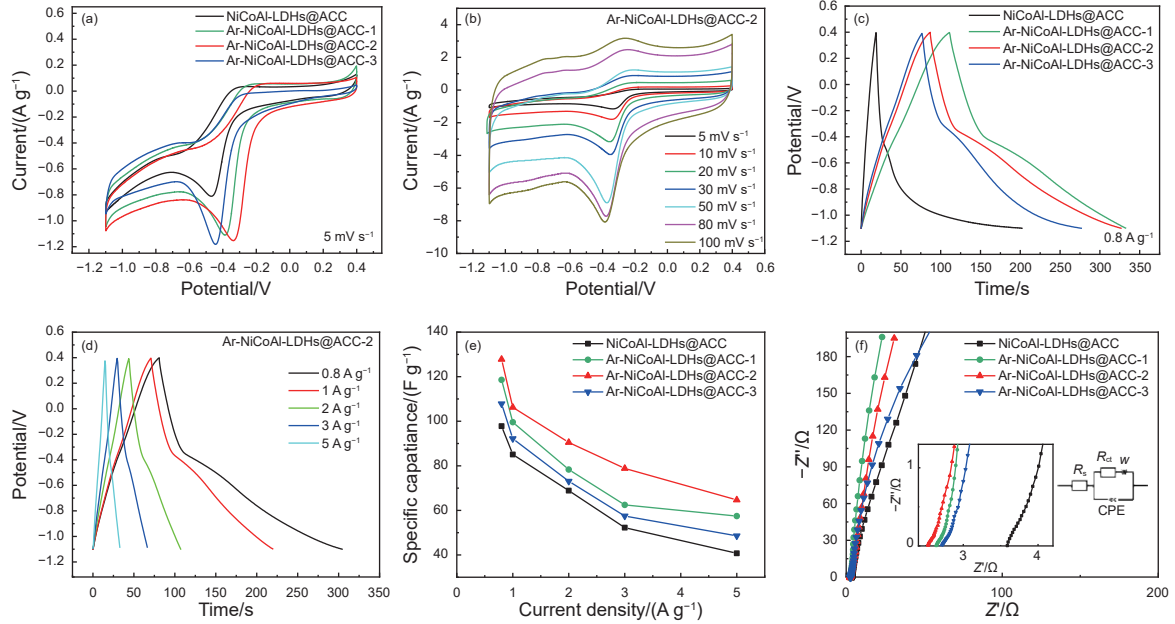 (a)
NiCoAl-LDHs@ACC
Ar-NiCoAl-LDHs@ACC-1
Ar-NiCoAl-LDHs@ACC-2
Ar-NiCoAl-LDHs@ACC-3
Current/(A g⁻¹)
0.4
0.2
0.0
−0.2
−0.4
−0.6
−0.8
−1.0
−1.2
5 mV s⁻¹
−1.2 −1.0 −0.8 −0.6 −0.4 −0.2 0.0 0.2 0.4
Potential/V
(b)
Ar-NiCoAl-LDHs@ACC-2
Current/(A g⁻¹)
4
2
0
−2
−4
−6
−8
−10
5 mV s⁻¹
10 mV s⁻¹
20 mV s⁻¹
30 mV s⁻¹
50 mV s⁻¹
80 mV s⁻¹
100 mV s⁻¹
−1.2 −1.0 −0.8 −0.6 −0.4 −0.2 0.0 0.2 0.4 0.6
Potential/V
(c)
NiCoAl-LDHs@ACC
Ar-NiCoAl-LDHs@ACC-1
Ar-NiCoAl-LDHs@ACC-2
Ar-NiCoAl-LDHs@ACC-3
Potential/V
0.6
0.4
0.2
0.0
−0.2
−0.4
−0.6
−0.8
−1.0
−1.2
0.8 A g⁻¹
0 50 100 150 200 250 300 350
Time/s
(d)
Ar-NiCoAl-LDHs@ACC-2
Potential/V
0.6
0.4
0.2
0.0
−0.2
−0.4
−0.6
−0.8
−1.0
−1.2
0.8 A g⁻¹
1 A g⁻¹
2 A g⁻¹
3 A g⁻¹
5 A g⁻¹
0 50 100 150 200 250 300
Time/s
(e)
NiCoAl-LDHs@ACC
Ar-NiCoAl-LDHs@ACC-1
Ar-NiCoAl-LDHs@ACC-2
Ar-NiCoAl-LDHs@ACC-3
Specific capatiance/(F g⁻¹)
140
120
100
80
60
40
1 2 3 4 5
Current density/(A g⁻¹)
(f)
NiCoAl-LDHs@ACC
Ar-NiCoAl-LDHs@ACC-1
Ar-NiCoAl-LDHs@ACC-2
Ar-NiCoAl-LDHs@ACC-3
−Z″/Ω
180
150
120
90
60
30
0
−Z″/Ω
1
0
3 4
Z′/Ω
Rs
Rct
w
CPE
0 50 100 150 200
Z′/Ω